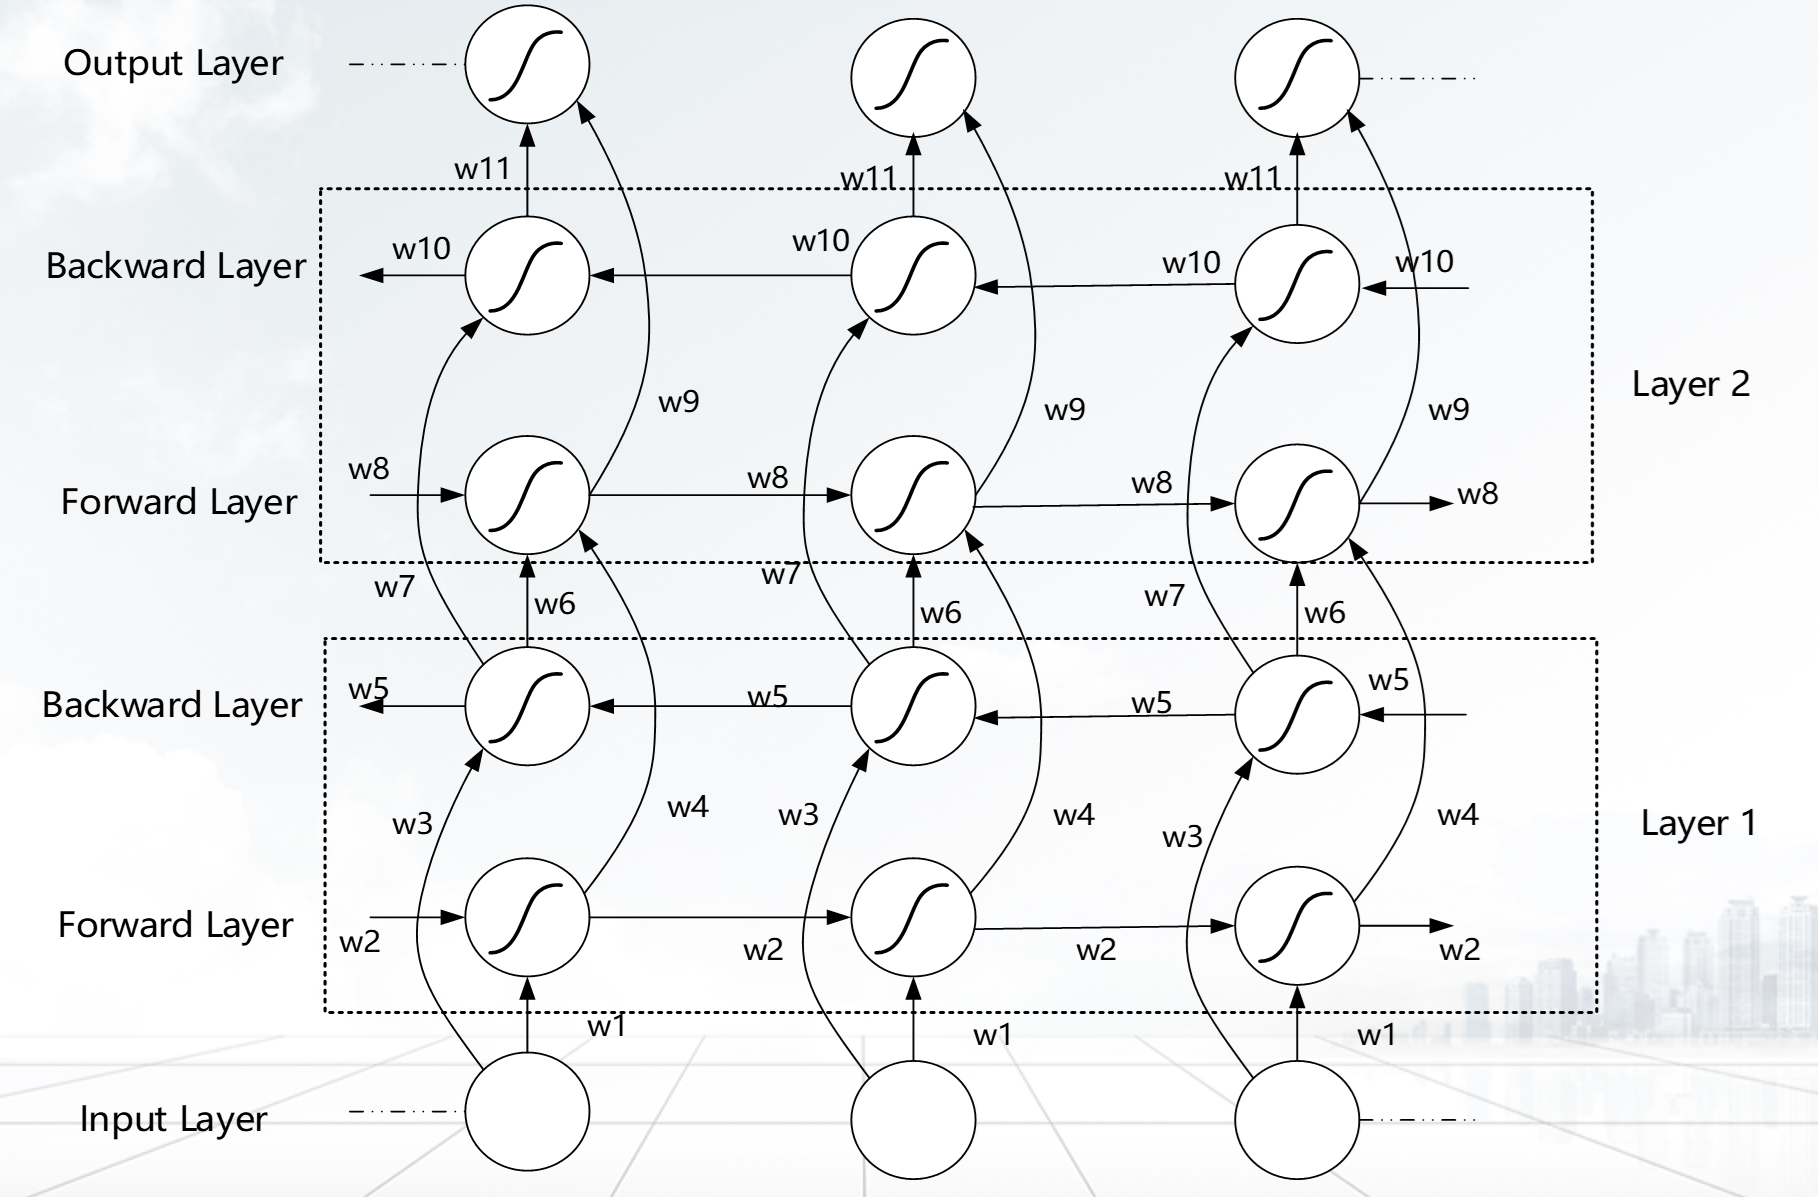 Output Layer
w11 w11 w11
Backward Layer
w10 w10 w10 w10
Layer 2
w9 w9 w9
Forward Layer
w8 w8 w8 w8
w7 w7 w7
w6 w6 w6
Backward Layer
w5 w5 w5 w5
w4 w4 w4
w3 w3 w3
Layer 1
Forward Layer
w2 w2 w2 w2
w1 w1 w1
Input Layer